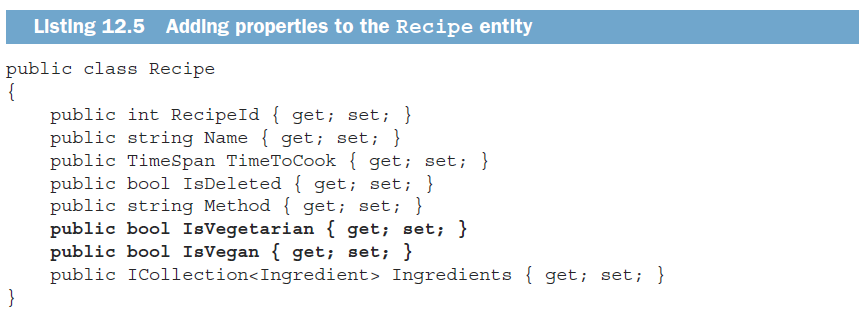 Listing 12.5 Adding properties to the Recipe entity
public class Recipe
{
    public int RecipeId { get; set; }
    public string Name { get; set; }
    public TimeSpan TimeToCook { get; set; }
    public bool IsDeleted { get; set; }
    public string Method { get; set; }
    public bool IsVegetarian { get; set; }
    public bool IsVegan { get; set; }
    public ICollection<Ingredient> Ingredients { get; set; }
}